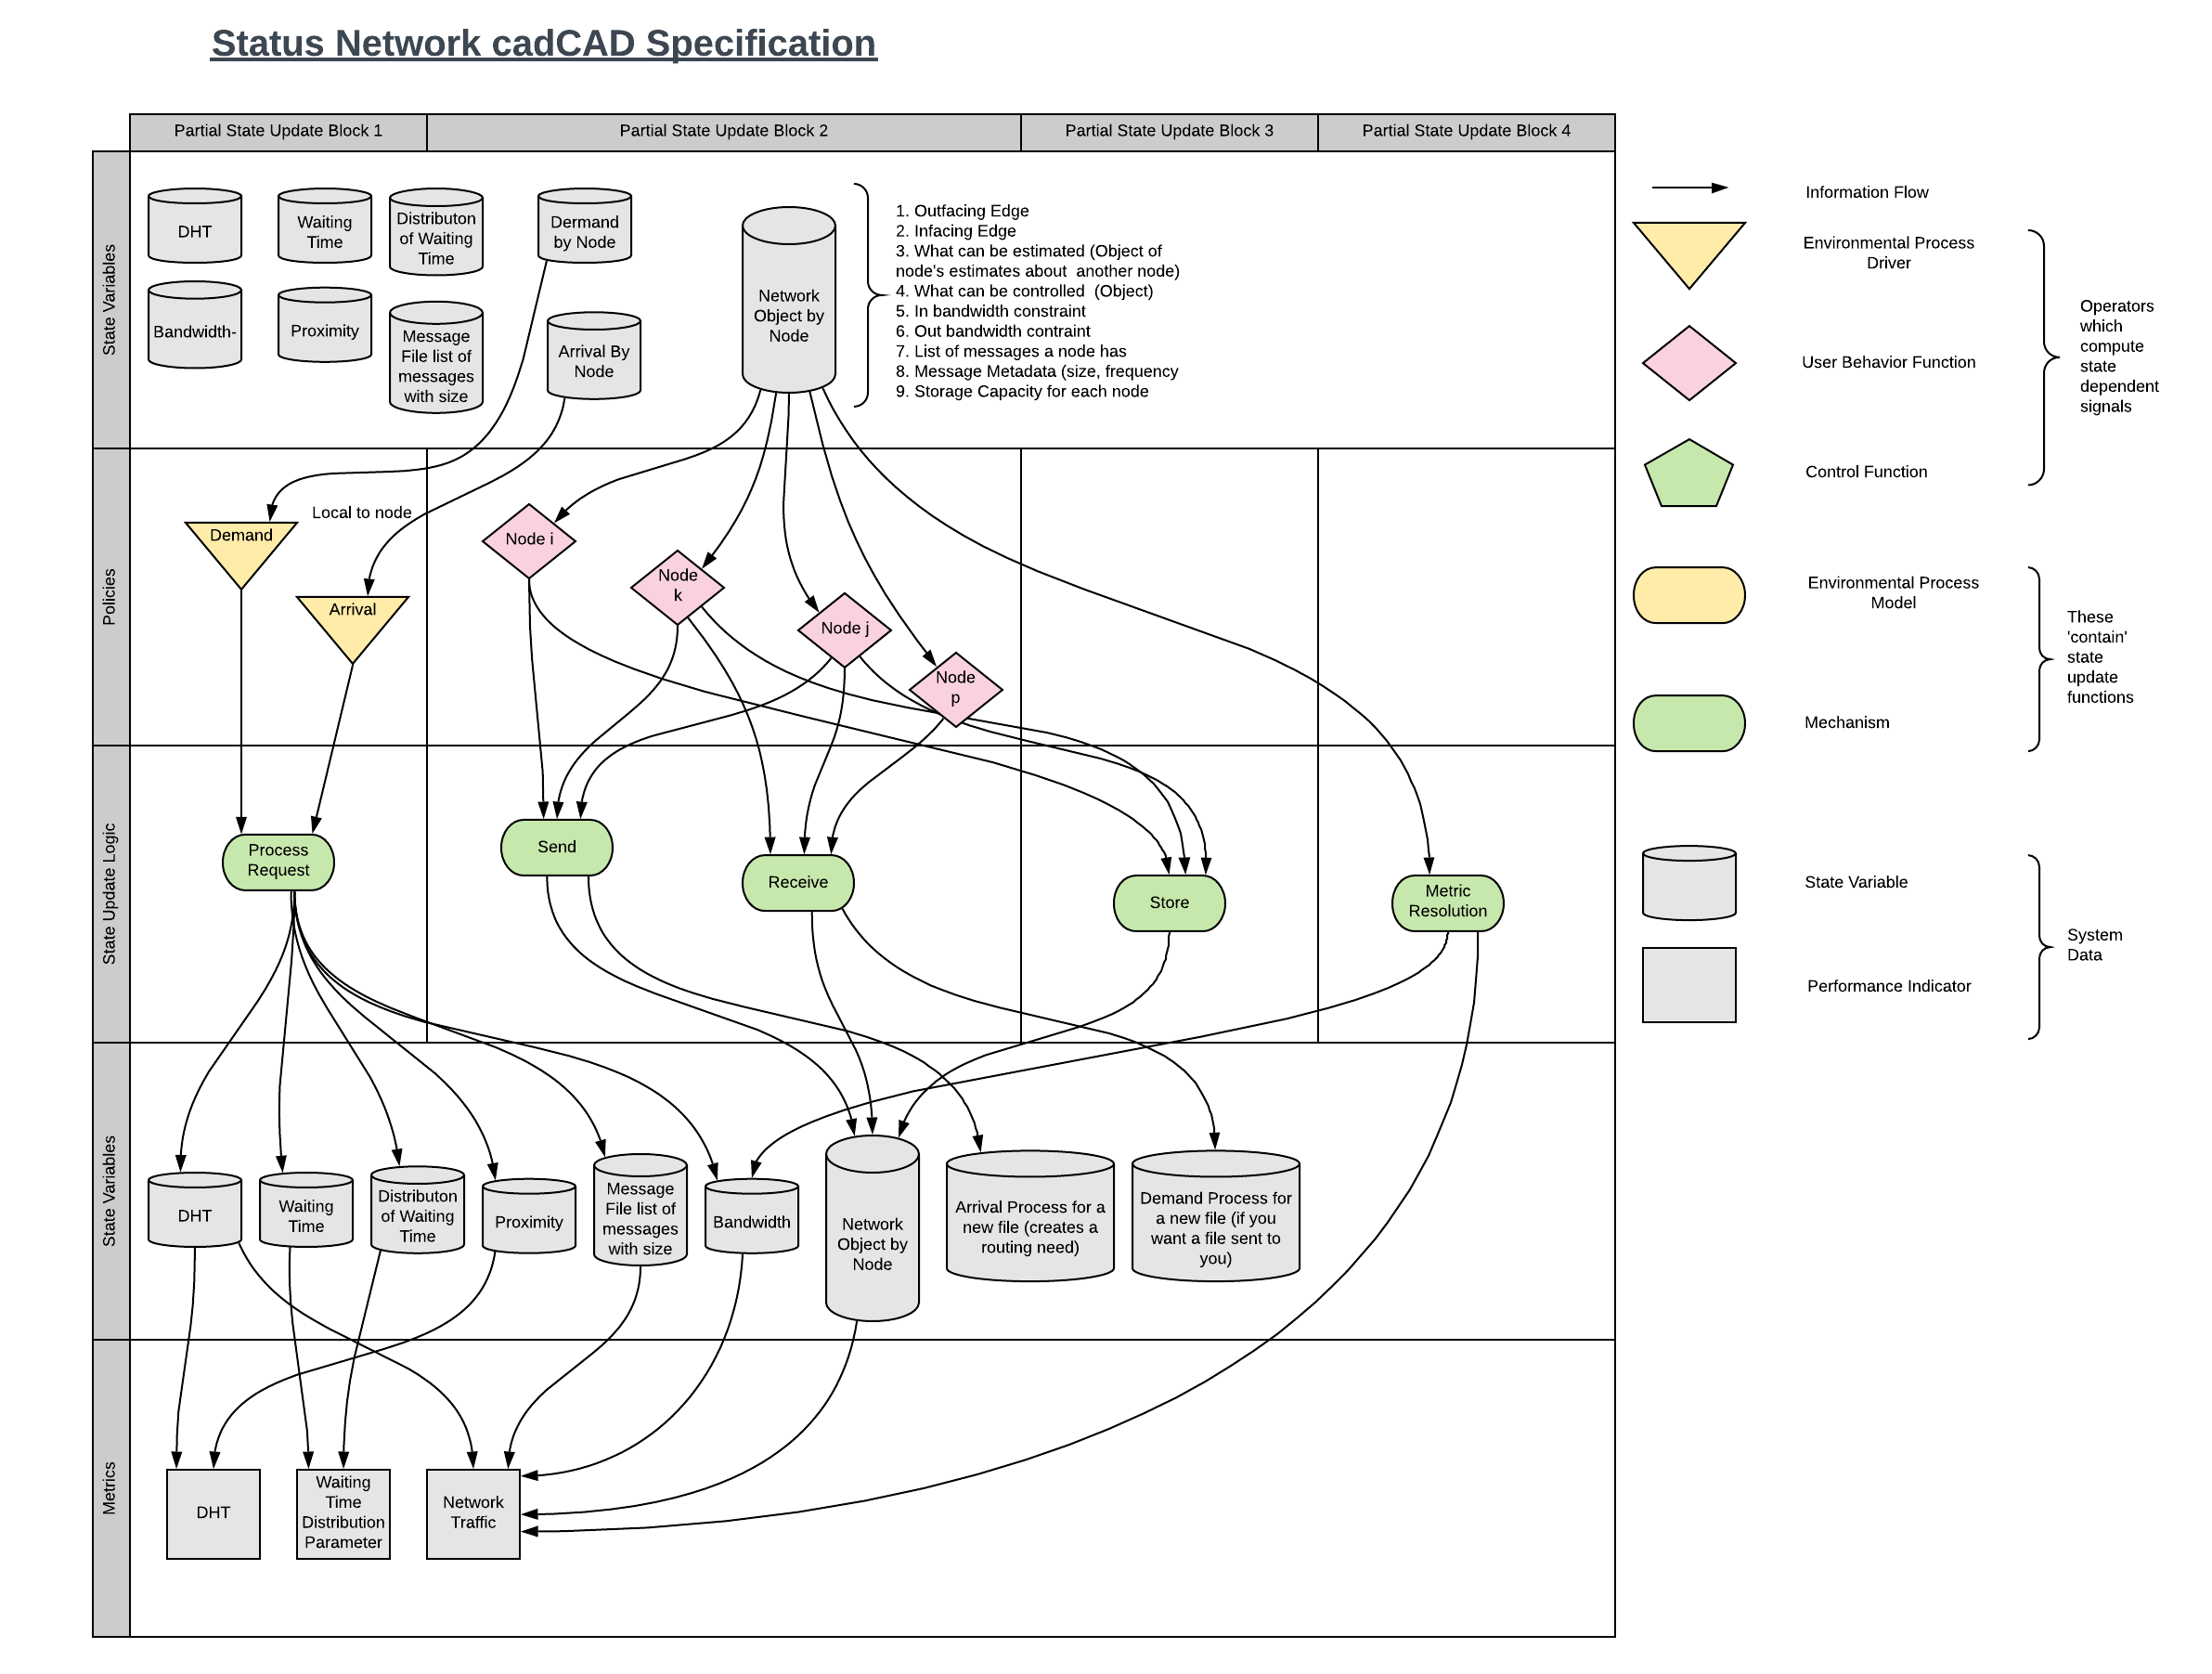 Status Network cadCAD Specification
Partial State Update Block 1
Partial State Update Block 2
Partial State Update Block 3
Partial State Update Block 4
State Variables
DHT
Waiting
Time
Distributon
of Waiting
Time
Dermand
by Node
Bandwidth-
Proximity
Message
File list of
messages
with size
Arrival By
Node
Network
Object by
Node
1. Outfacing Edge
2. Infacing Edge
3. What can be estimated (Object of
node's estimates about  another node)
4. What can be controlled  (Object)
5. In bandwidth constraint
6. Out bandwidth contraint
7. List of messages a node has
8. Message Metadata (size, frequency
9. Storage Capacity for each node
Policies
Demand
Local to node
Arrival
Node i
Node
k
Node j
Node
p
State Update Logic
Process
Request
Send
Receive
Store
Metric
Resolution
State Variables
DHT
Waiting
Time
Distributon
of Waiting
Time
Proximity
Message
File list of
messages
with size
Bandwidth
Network
Object by
Node
Arrival Process for a
new file (creates a
routing need)
Demand Process for
a new file (if you
want a file sent to
you)
Metrics
DHT
Waiting
Time
Distribution
Parameter
Network
Traffic
Information Flow
Environmental Process
Driver
User Behavior Function
Control Function
Operators
which
compute
state
dependent
signals
Environmental Process
Model
Mechanism
These
'contain'
state
update
functions
State Variable
Performance Indicator
System
Data